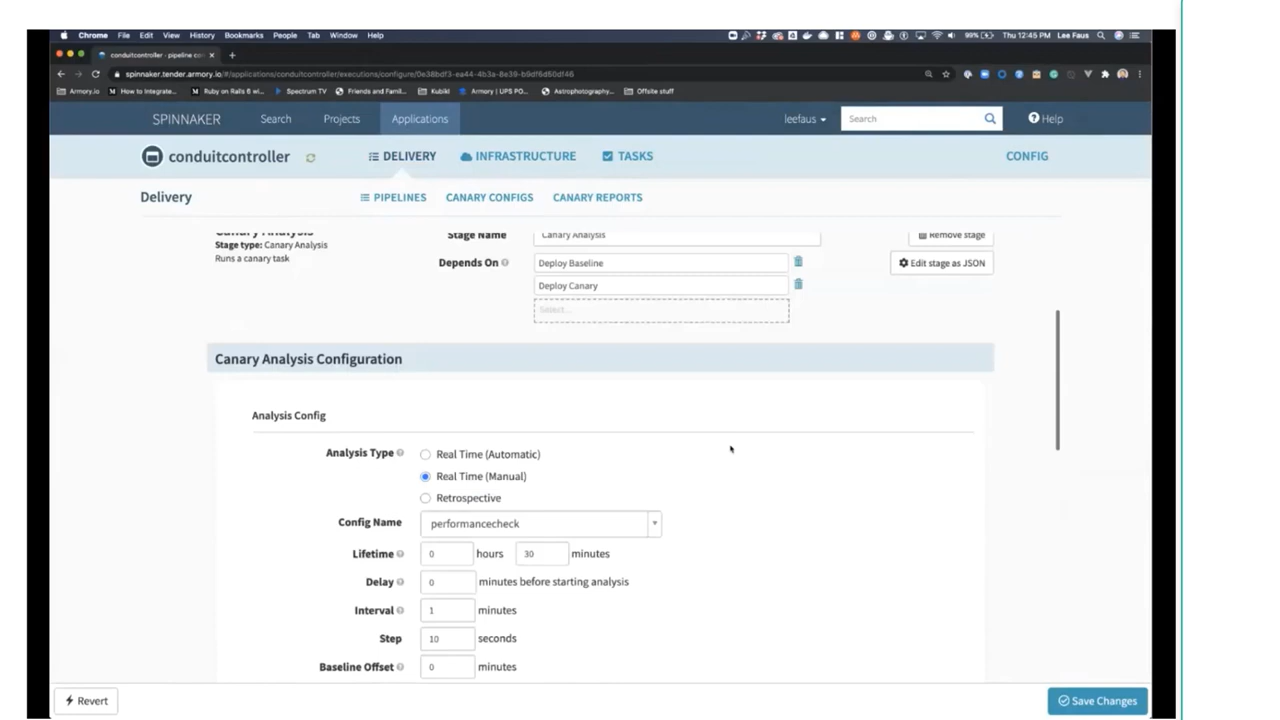 Chrome File Edit View History Bookmarks People Tab Window Help
98% Thu 12:45 PM Lee Faus
conduitcontroller - pipeline co
spinnaker.tender.armory.io/#/applications/conduitcontroller/executions/configure/0e38bdf3-ea44-4b3a-8e39-b9df6d50df46
Armory.io How to Integrate... Ruby on Rails 6 wi... Spectrum TV Friends and Famil... Kubikl Armory | UPS PO... Astrophotography... Offsite stuff
SPINNAKER Search Projects Applications leefaus Search Help
conduitcontroller DELIVERY INFRASTRUCTURE TASKS CONFIG
Delivery PIPELINES CANARY CONFIGS CANARY REPORTS
Canary Analysis Stage Name Canary Analysis Remove stage
Stage type: Canary Analysis
Runs a canary task Depends On Deploy Baseline Edit stage as JSON
Deploy Canary
Select...
Canary Analysis Configuration
Analysis Config
Analysis Type Real Time (Automatic)
Real Time (Manual)
Retrospective
Config Name performancecheck
Lifetime 0 hours 30 minutes
Delay 0 minutes before starting analysis
Interval 1 minutes
Step 10 seconds
Baseline Offset 0 minutes
Revert Save Changes